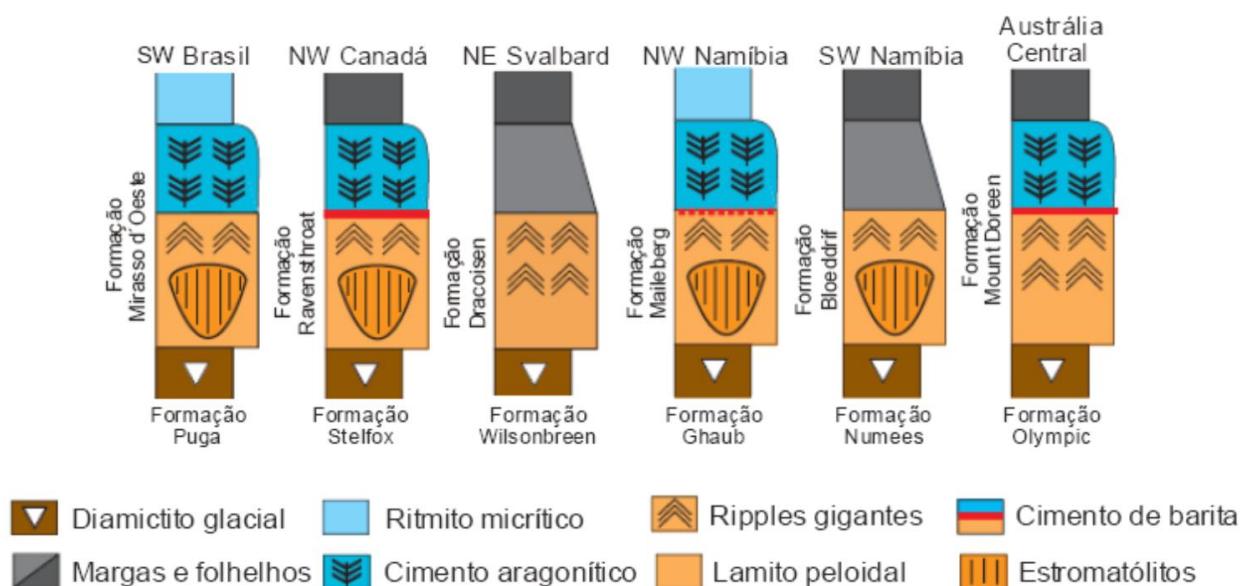 SW Brasil
NW Canadá
NE Svalbard
NW Namíbia
SW Namíbia
Austrália
Central
Formação
Mirasso d´Oeste
Formação
Ravensthroat
Formação
Dracoisen
Formação
Maileberg
Formação
Bloeddrif
Formação
Mount Doreen
Formação
Puga
Formação
Stelfox
Formação
Wilsonbreen
Formação
Ghaub
Formação
Numees
Formação
Olympic
Diamictito glacial
Ritmito micrítico
Ripples gigantes
Cimento de barita
Margas e folhelhos
Cimento aragonítico
Lamito peloidal
Estromatólitos